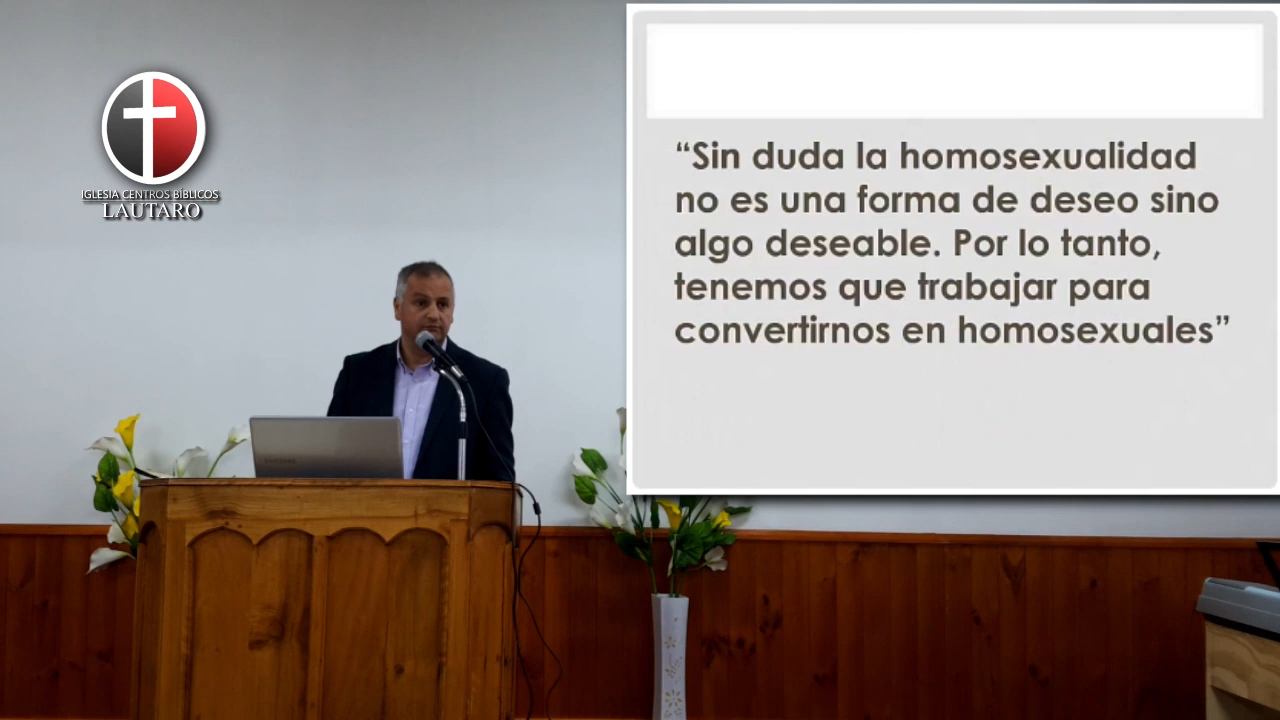 IGLESIA CENTROS BÍBLICOS
LAUTARO
“Sin duda la homosexualidad
no es una forma de deseo sino
algo deseable. Por lo tanto,
tenemos que trabajar para
convertirnos en homosexuales”